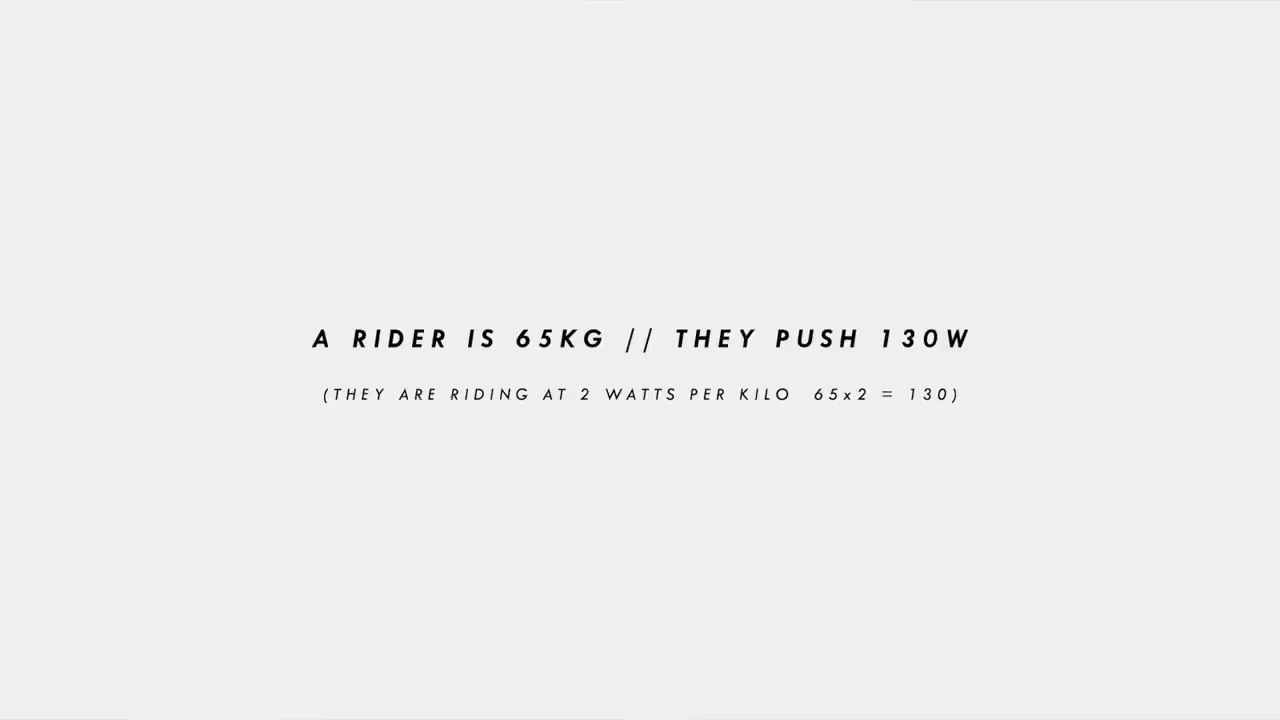 A RIDER IS 65KG // THEY PUSH 130W
(THEY ARE RIDING AT 2 WATTS PER KILO 65x2 = 130)